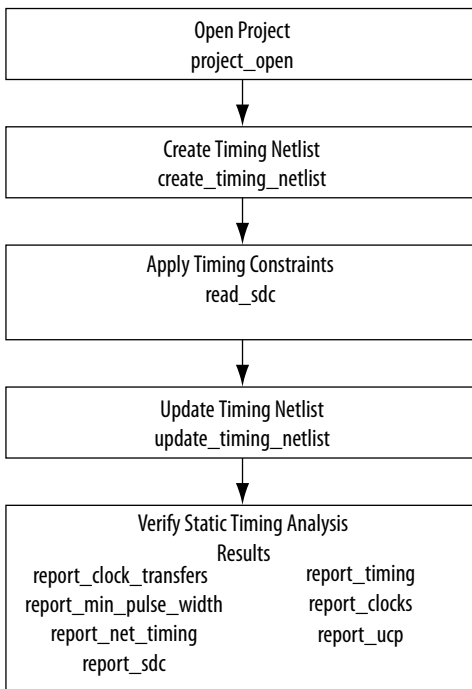 Open Project
project_open
Create Timing Netlist
create_timing_netlist
Apply Timing Constraints
read_sdc
Update Timing Netlist
update_timing_netlist
Verify Static Timing Analysis
Results
report_clock_transfers
report_min_pulse_width
report_net_timing
report_sdc
report_timing
report_clocks
report_ucp